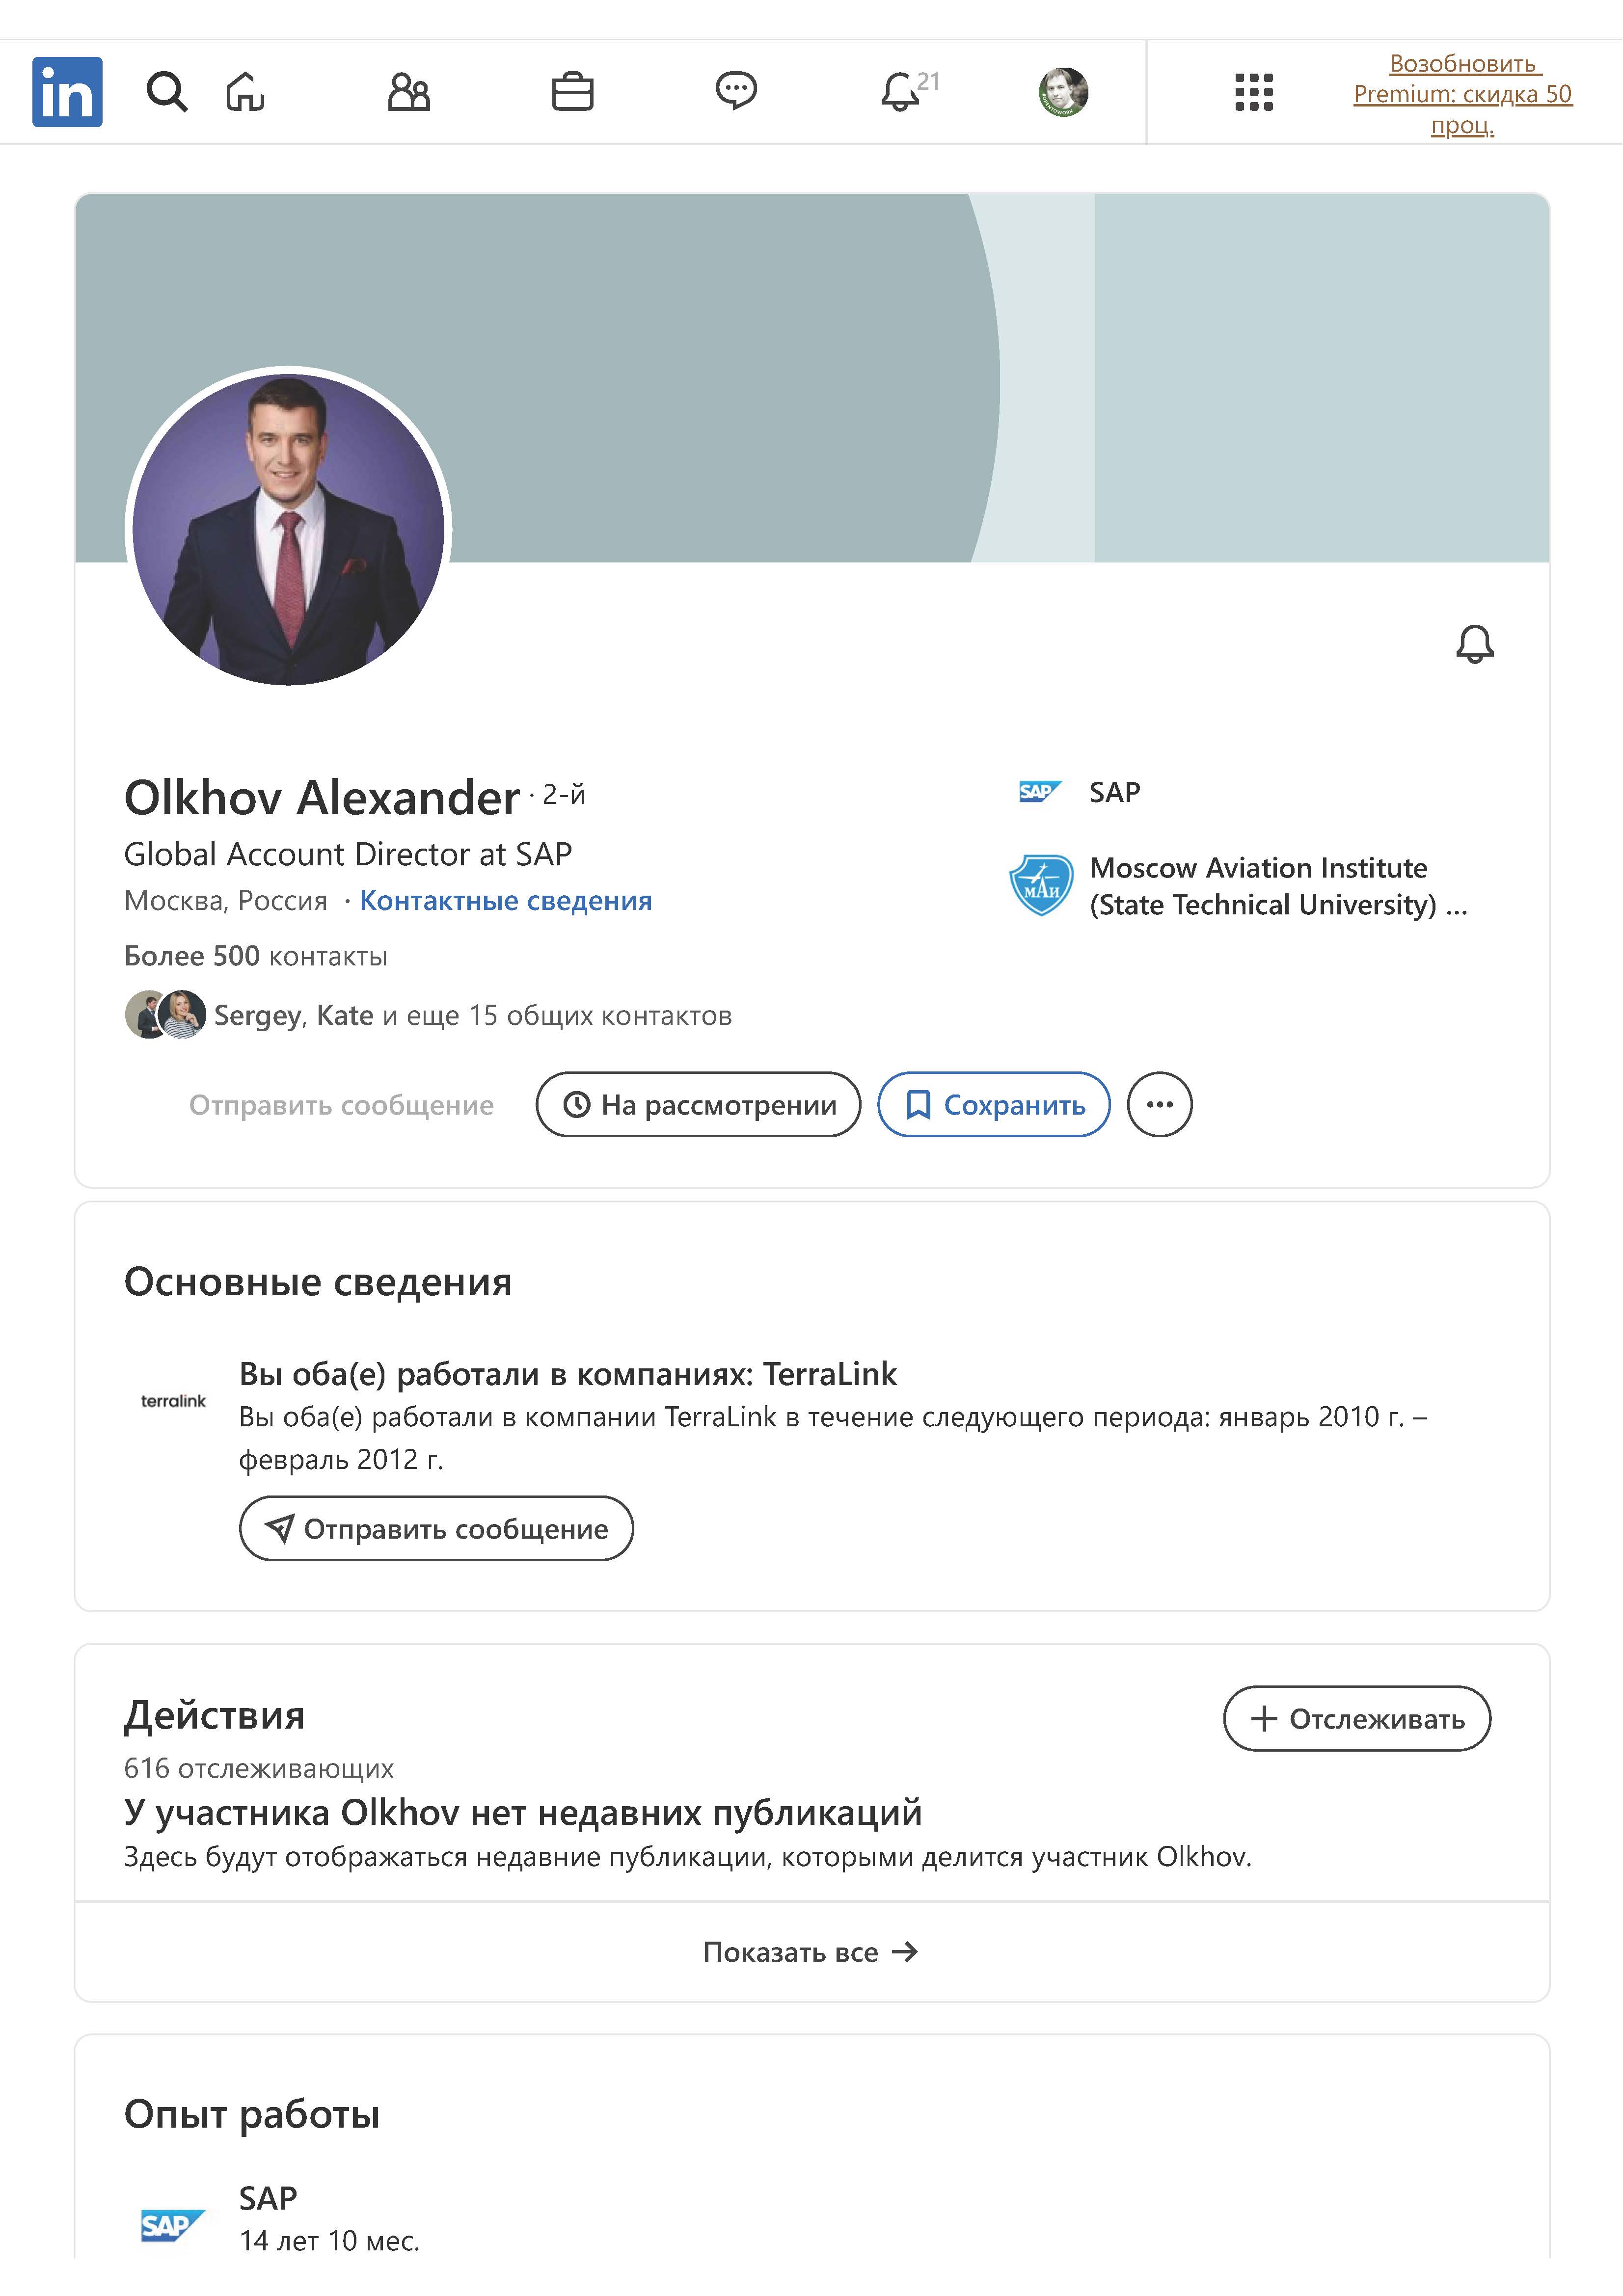 in
21
Возобновить
Premium: скидка 50
проц.
Olkhov Alexander · 2-й
Global Account Director at SAP
Москва, Россия · Контактные сведения
Более 500 контакты
Sergey, Kate и еще 15 общих контактов
SAP SAP
МАИ Moscow Aviation Institute
(State Technical University) ...
Отправить сообщение
На рассмотрении
Сохранить
Основные сведения
terralink
Вы оба(е) работали в компаниях: TerraLink
Вы оба(е) работали в компании TerraLink в течение следующего периода: январь 2010 г. –
февраль 2012 г.
Отправить сообщение
Действия
Отслеживать
616 отслеживающих
У участника Olkhov нет недавних публикаций
Здесь будут отображаться недавние публикации, которыми делится участник Olkhov.
Показать все →
Опыт работы
SAP
SAP
14 лет 10 мес.